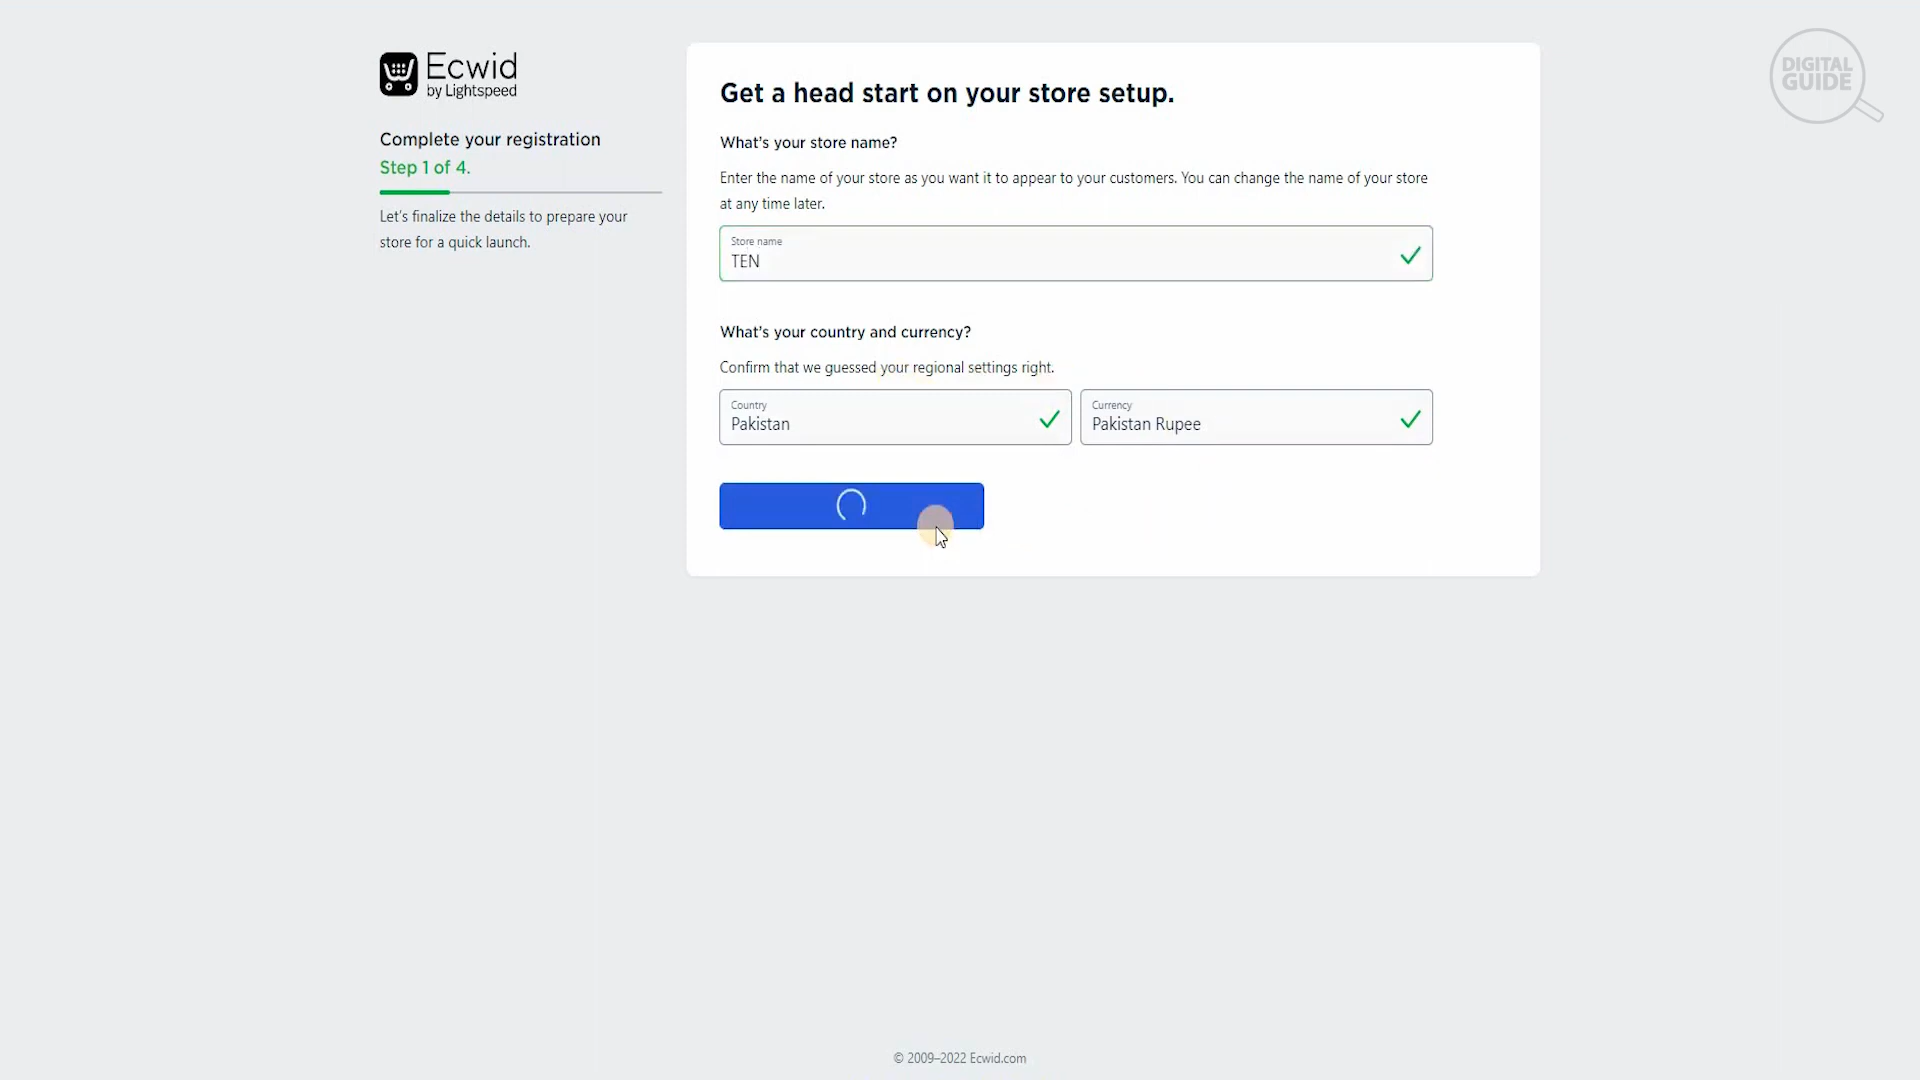 Ecwid
by Lightspeed
Complete your registration
Step 1 of 4.
Let's finalize the details to prepare your
store for a quick launch.
Get a head start on your store setup.
What's your store name?
Enter the name of your store as you want it to appear to your customers. You can change the name of your store
at any time later.
Store name
TEN
What's your country and currency?
Confirm that we guessed your regional settings right.
Country
Pakistan
Currency
Pakistan Rupee
DIGITAL
GUIDE
© 2009–2022 Ecwid.com